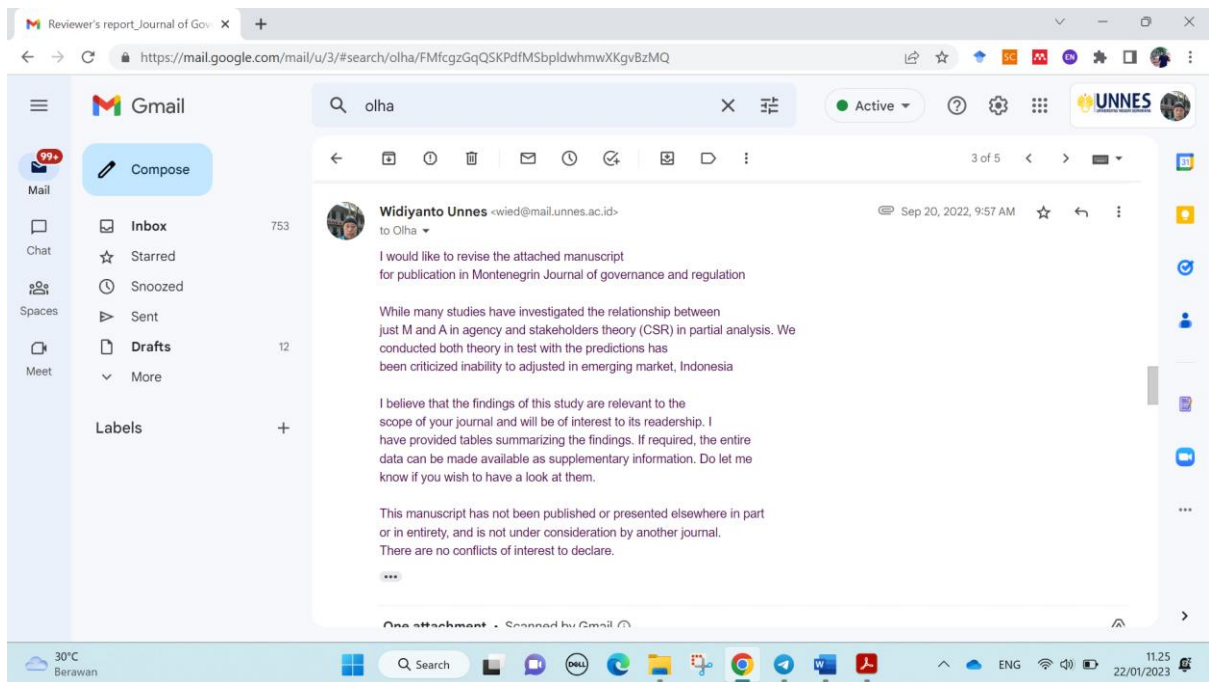 Reviewer's report_Journal of Gov
https://mail.google.com/mail/u/3/#search/olha/FMfcgzGqQSKPdfMSbpldwhmwXKgvBzMQ
SC
EN
Gmail
olha
Active
UNNES
99+
Mail
Compose
3 of 5
31
Chat
Spaces
Meet
Inbox 753
Starred
Snoozed
Sent
Drafts 12
More
Labels
Widiyanto Unnes <wied@mail.unnes.ac.id>
Sep 20, 2022, 9:57 AM
to Olha
I would like to revise the attached manuscript
for publication in Montenegrin Journal of governance and regulation
While many studies have investigated the relationship between
just M and A in agency and stakeholders theory (CSR) in partial analysis. We
conducted both theory in test with the predictions has
been criticized inability to adjusted in emerging market, Indonesia
I believe that the findings of this study are relevant to the
scope of your journal and will be of interest to its readership. I
have provided tables summarizing the findings. If required, the entire
data can be made available as supplementary information. Do let me
know if you wish to have a look at them.
This manuscript has not been published or presented elsewhere in part
or in entirety, and is not under consideration by another journal.
There are no conflicts of interest to declare.
One attachment • Scanned by Gmail
30°C
Berawan
Search
DELL
ENG
11.25
22/01/2023